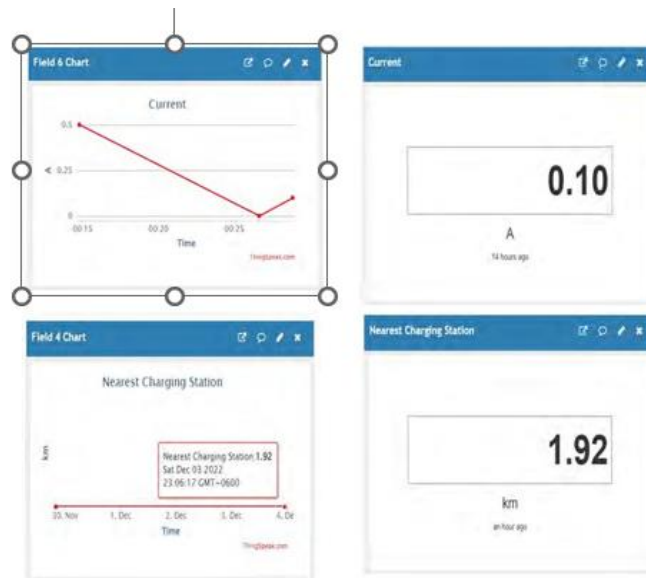 Field 6 Chart
Current
0.5
A
0.25
0
00:15
00:20
00:25
Time
ThingSpeak.com
Current
0.10
A
14 hours ago
Field 4 Chart
Nearest Charging Station
km
Nearest Charging Station 1.92
Sat Dec 03 2022
23:06:17 GMT-0600
30. Nov
1. Dec
2. Dec
3. Dec
4. De
Time
ThingSpeak.com
Nearest Charging Station
1.92
km
an hour ago